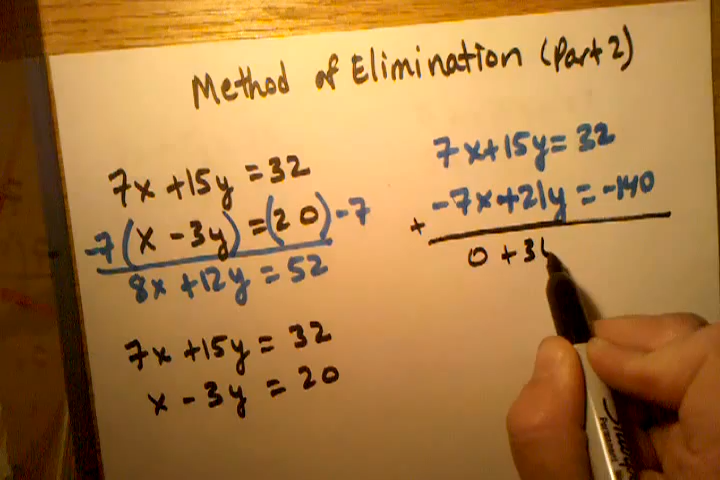 Method of Elimination (Part 2)
7x + 15y = 32
-7(x - 3y) = (20)-7
8x + 12y = 52
7x + 15y = 32
x - 3y = 20
7x + 15y = 32
-7x + 21y = -140
+
0 + 3